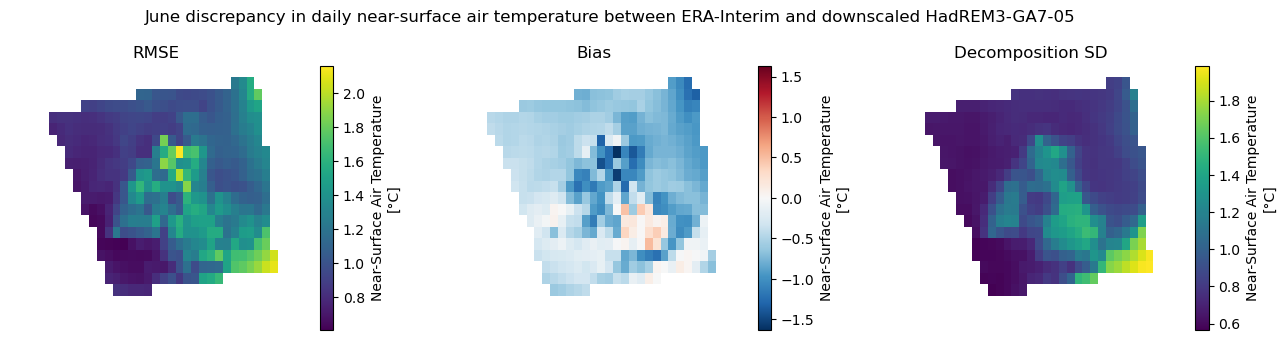 June discrepancy in daily near-surface air temperature between ERA-Interim and downscaled HadREM3-GA7-05
RMSE
2.0
1.8
1.6
1.4
1.2
1.0
0.8
Near-Surface Air Temperature
[°C]
Bias
1.5
1.0
0.5
0.0
−0.5
−1.0
−1.5
Near-Surface Air Temperature
[°C]
Decomposition SD
1.8
1.6
1.4
1.2
1.0
0.8
0.6
Near-Surface Air Temperature
[°C]